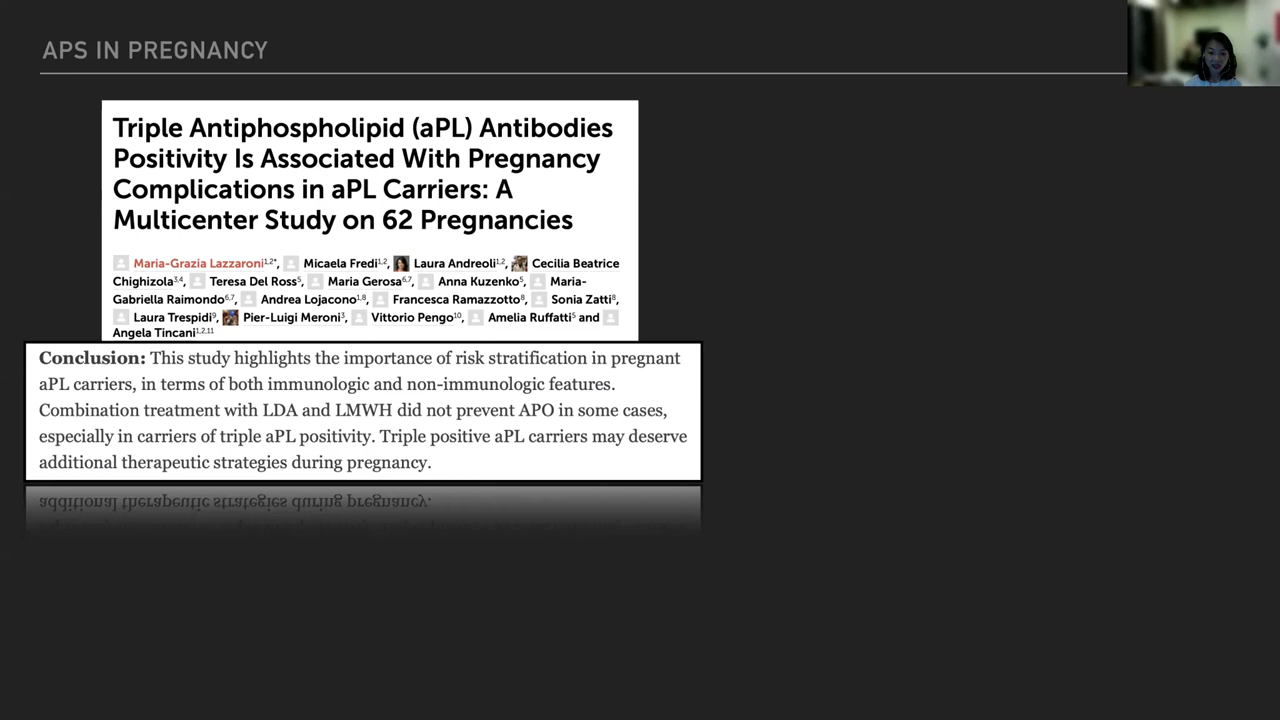 APS IN PREGNANCY
Triple Antiphospholipid (aPL) Antibodies
Positivity Is Associated With Pregnancy
Complications in aPL Carriers: A
Multicenter Study on 62 Pregnancies
Maria-Grazia Lazzaroni1,2*, Micaela Fredi1,2, Laura Andreoli1,2, Cecilia Beatrice
Chighizola3,4, Teresa Del Ross5, Maria Gerosa6,7, Anna Kuzenko5, Maria-
Gabriella Raimondo6,7, Andrea Lojacono1,8, Francesca Ramazzotto8, Sonia Zatti8,
Laura Trespidi9, Pier-Luigi Meroni3, Vittorio Pengo10, Amelia Ruffatti5 and
Angela Tincani1,2,11
Conclusion: This study highlights the importance of risk stratification in pregnant
aPL carriers, in terms of both immunologic and non-immunologic features.
Combination treatment with LDA and LMWH did not prevent APO in some cases,
especially in carriers of triple aPL positivity. Triple positive aPL carriers may deserve
additional therapeutic strategies during pregnancy.
additional therapeutic strategies during pregnancy.